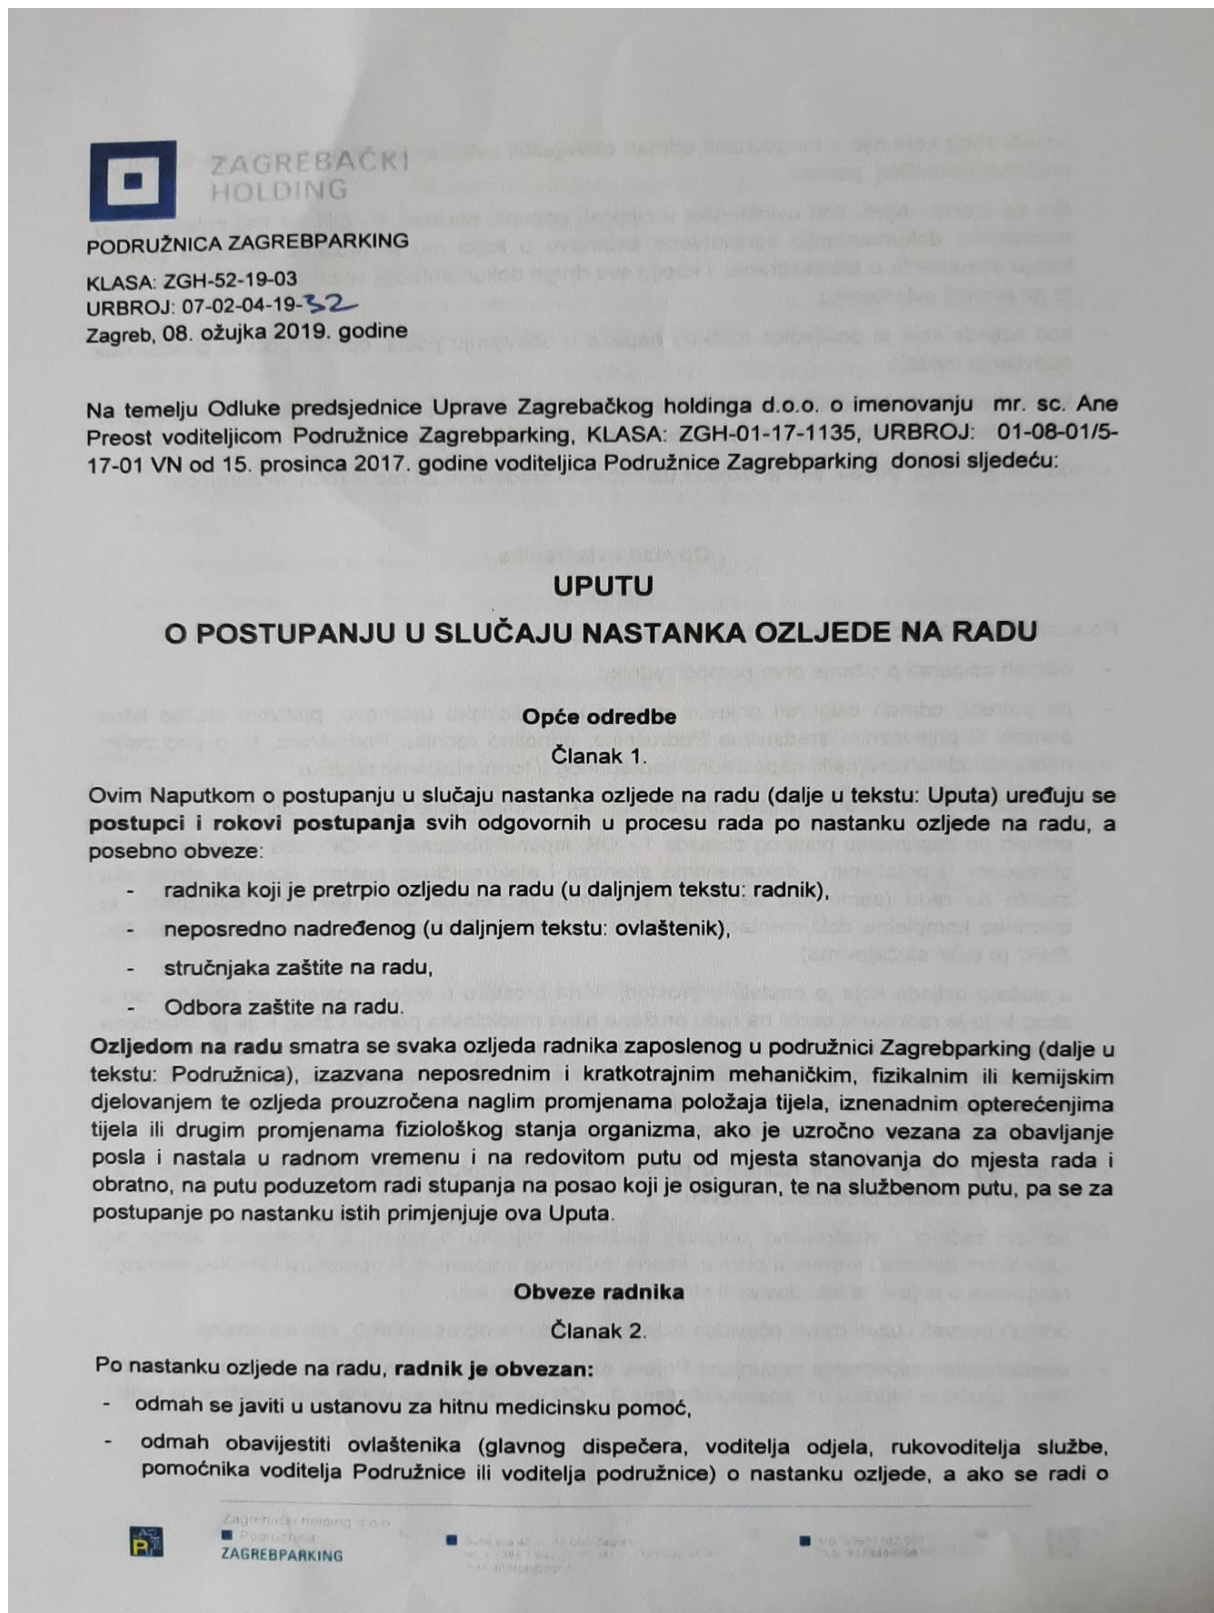 ZAGREBAČKI
HOLDING
PODRUŽNICA ZAGREBPARKING
KLASA: ZGH-52-19-03
URBROJ: 07-02-04-19-32
Zagreb, 08. ožujka 2019. godine
Na temelju Odluke predsjednice Uprave Zagrebačkog holdinga d.o.o. o imenovanju mr. sc. Ane
Preost voditeljicom Podružnice Zagrebparking, KLASA: ZGH-01-17-1135, URBROJ: 01-08-01/5-
17-01 VN od 15. prosinca 2017. godine voditeljica Podružnice Zagrebparking donosi sljedeću:
UPUTU
O POSTUPANJU U SLUČAJU NASTANKA OZLJEDE NA RADU
Opće odredbe
Članak 1.
Ovim Naputkom o postupanju u slučaju nastanka ozljede na radu (dalje u tekstu: Uputa) uređuju se
postupci i rokovi postupanja svih odgovornih u procesu rada po nastanku ozljede na radu, a
posebno obveze:
- radnika koji je pretrpio ozljedu na radu (u daljnjem tekstu: radnik),
- neposredno nadređenog (u daljnjem tekstu: ovlaštenik),
- stručnjaka zaštite na radu,
- Odbora zaštite na radu.
Ozljedom na radu smatra se svaka ozljeda radnika zaposlenog u podružnici Zagrebparking (dalje u
tekstu: Podružnica), izazvana neposrednim i kratkotrajnim mehaničkim, fizikalnim ili kemijskim
djelovanjem te ozljeda prouzročena naglim promjenama položaja tijela, iznenadnim opterećenjima
tijela ili drugim promjenama fiziološkog stanja organizma, ako je uzročno vezana za obavljanje
posla i nastala u radnom vremenu i na redovitom putu od mjesta stanovanja do mjesta rada i
obratno, na putu poduzetom radi stupanja na posao koji je osiguran, te na službenom putu, pa se za
postupanje po nastanku istih primjenjuje ova Uputa.
Obveze radnika
Članak 2.
Po nastanku ozljede na radu, radnik je obvezan:
- odmah se javiti u ustanovu za hitnu medicinsku pomoć,
- odmah obavijestiti ovlaštenika (glavnog dispečera, voditelja odjela, rukovoditelja službe,
pomoćnika voditelja Podružnice ili voditelja podružnice) o nastanku ozljede, a ako se radi o
Zagrebački holding d.o.o.
Podružnica
ZAGREBPARKING